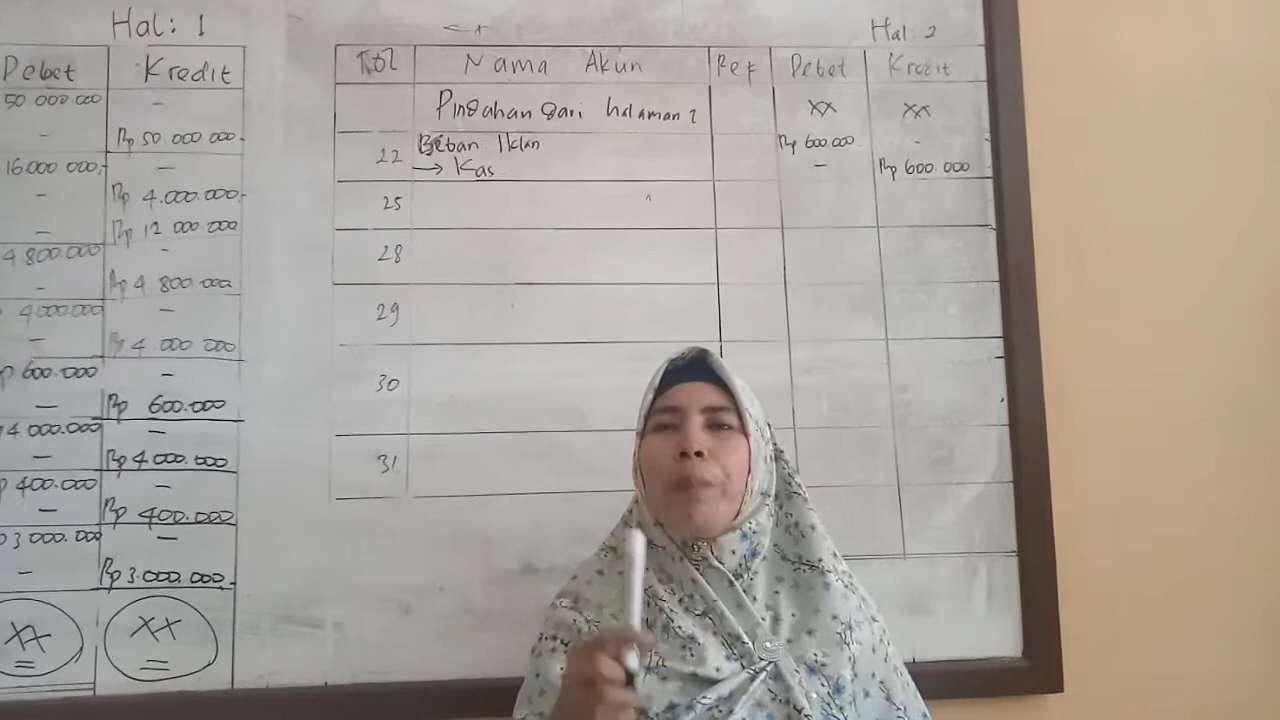 Hal: 1
Debet Kredit
50 000 000 -
- Rp 50 000 000,-
16 000 000,- -
- Rp 4.000.000,-
- Rp 12 000 000
4 800.000 -
- Rp 4 800 000
4000000 -
- Rp 4 000 000
Rp 600.000 -
- Rp 600.000
4 000.000 -
- Rp 4 000.000
Rp 400.000 -
- Rp 400.000
Rp 3 000.000 -
- Rp 3.000.000,-
XX XX
Hal: 2
Tgl Nama Akun Ref Debet Kredit
Pindahan dari halaman 1 XX XX
22 Beban Iklan Rp 600.000 -
→ Kas - Rp 600.000
25
28
29
30
31